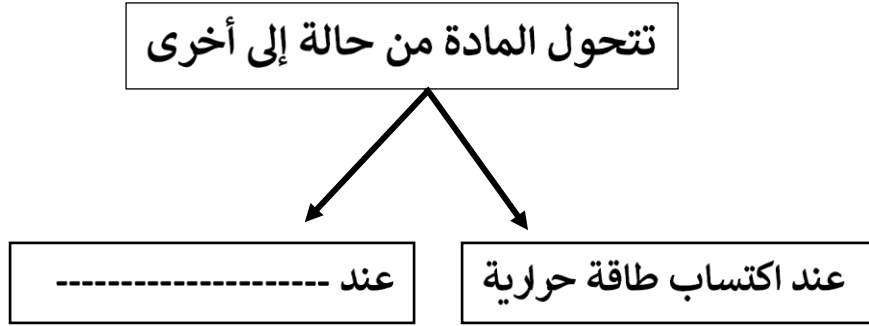 تتحول المادة من حالة إلى أخرى
عند اكتساب طاقة حرارية
عند ---------------------